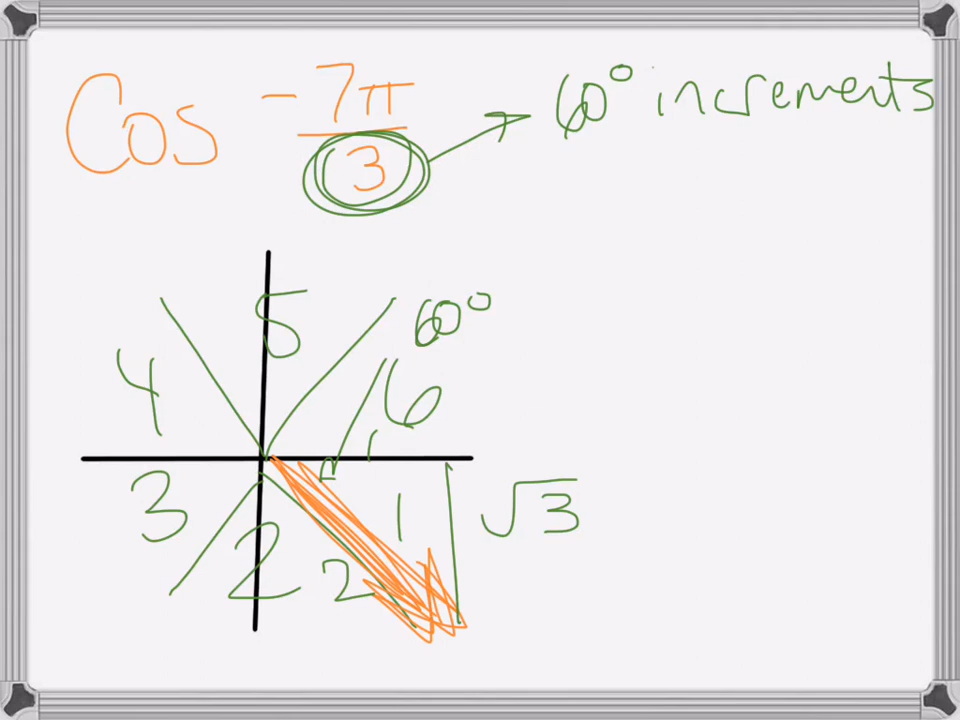 Cos -7π/3 → 60° increments
5 60°
4 6
3 1 √3
2 2